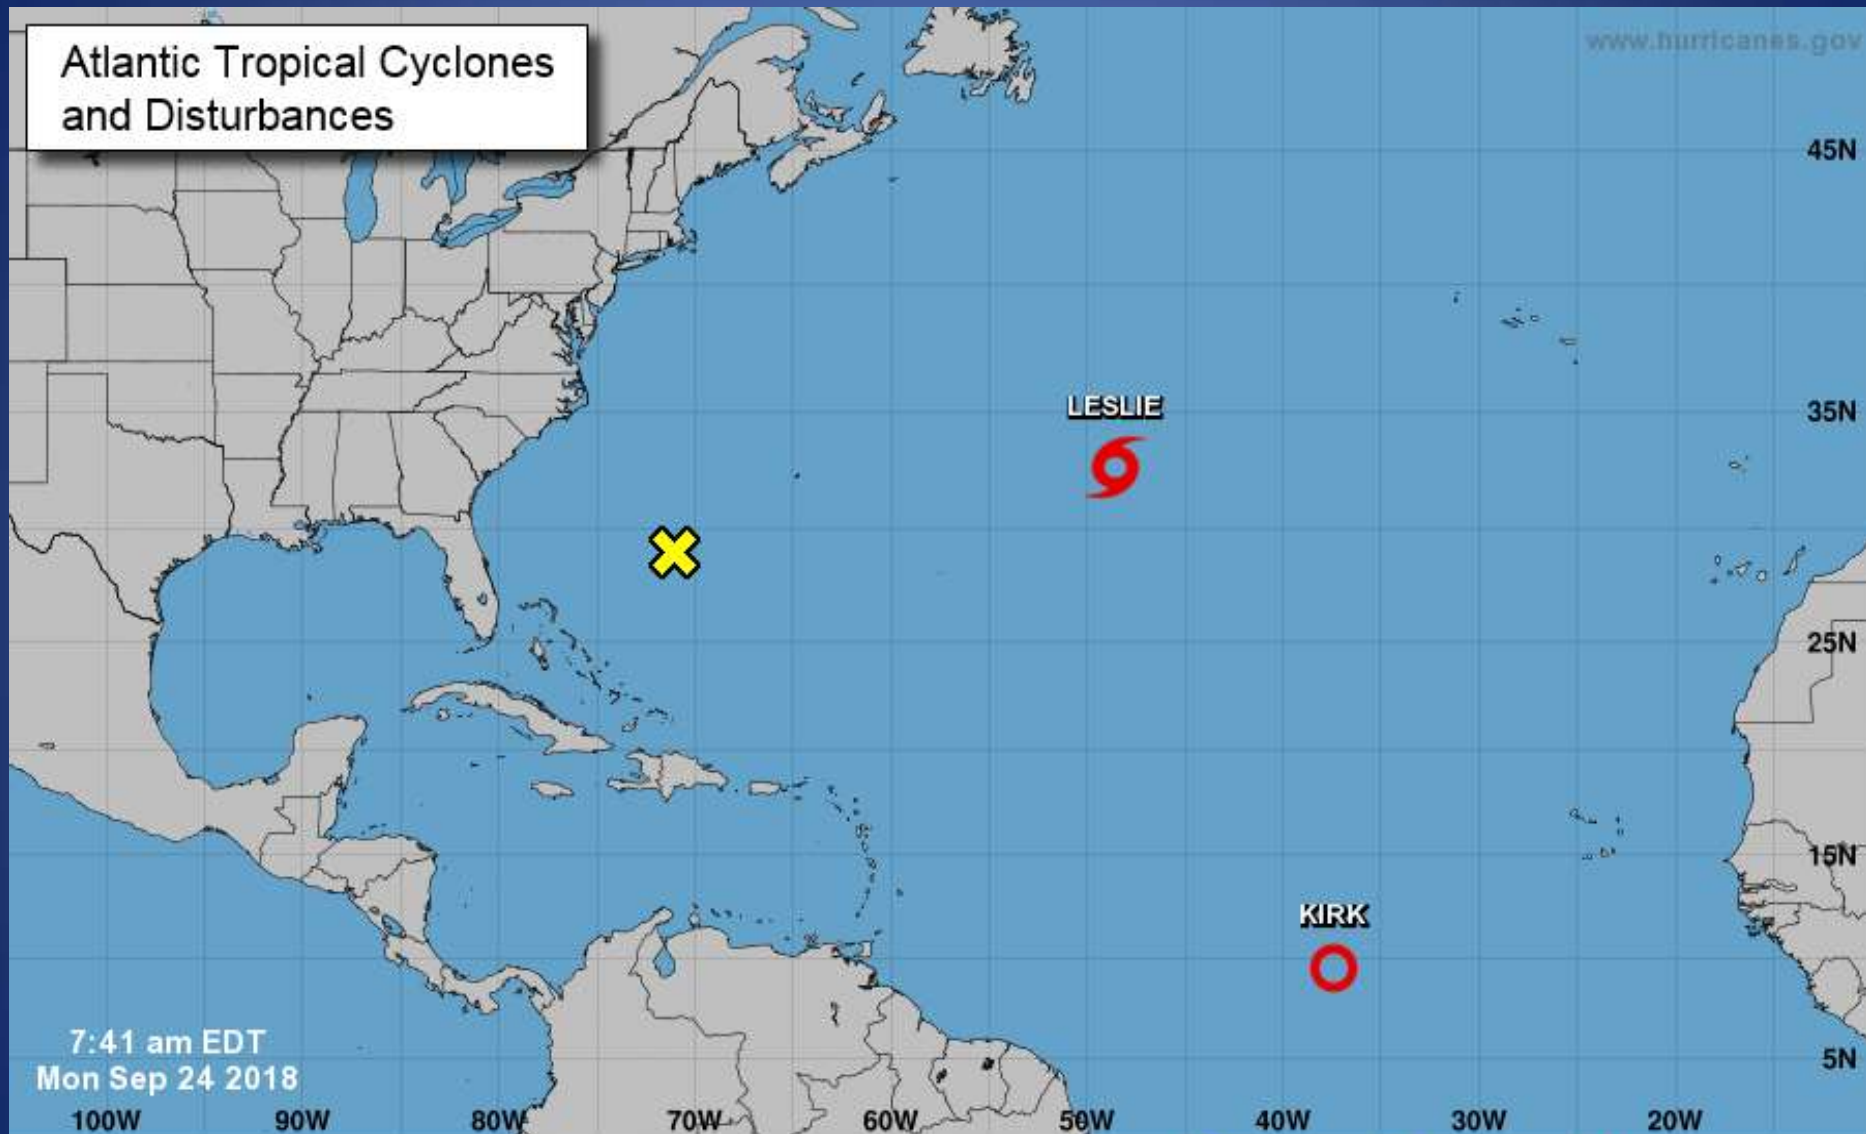 Atlantic Tropical Cyclones
and Disturbances
www.hurricanes.gov
45N
LESLIE
35N
25N
15N
KIRK
7:41 am EDT
Mon Sep 24 2018
5N
100W 90W 80W 70W 60W 50W 40W 30W 20W